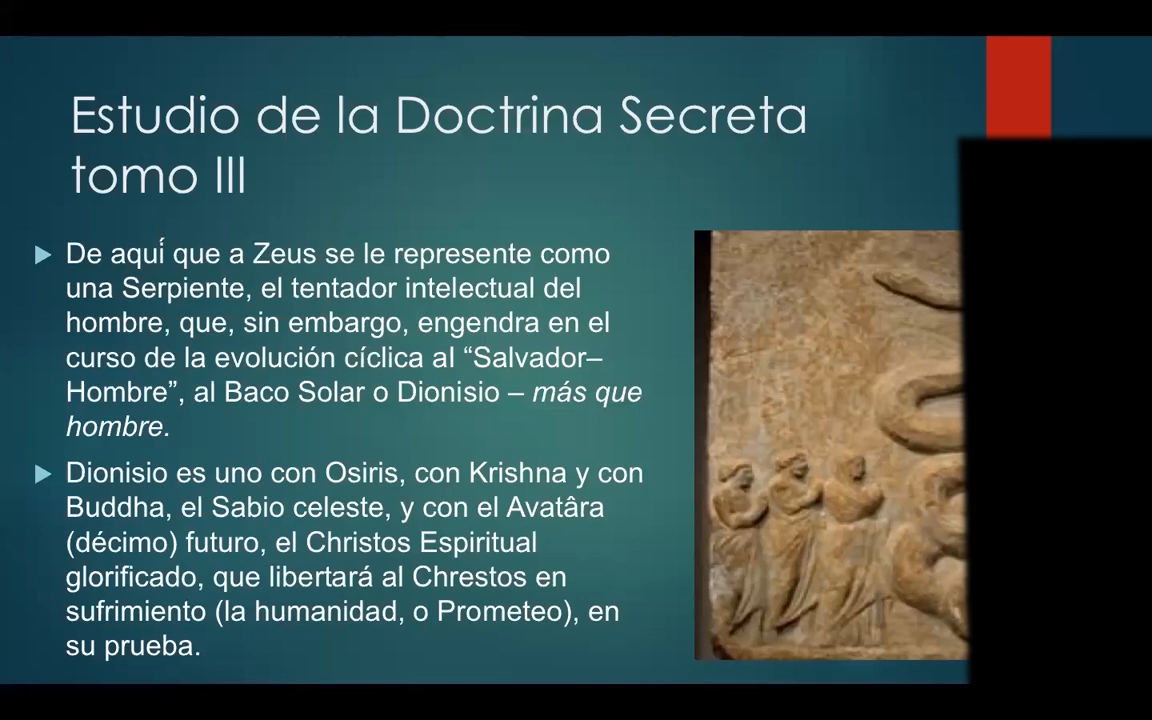 Estudio de la Doctrina Secreta
tomo III
De aquí que a Zeus se le represente como
una Serpiente, el tentador intelectual del
hombre, que, sin embargo, engendra en el
curso de la evolución cíclica al “Salvador–
Hombre”, al Baco Solar o Dionisio – más que
hombre.
Dionisio es uno con Osiris, con Krishna y con
Buddha, el Sabio celeste, y con el Avatâra
(décimo) futuro, el Christos Espiritual
glorificado, que libertará al Chrestos en
sufrimiento (la humanidad, o Prometeo), en
su prueba.